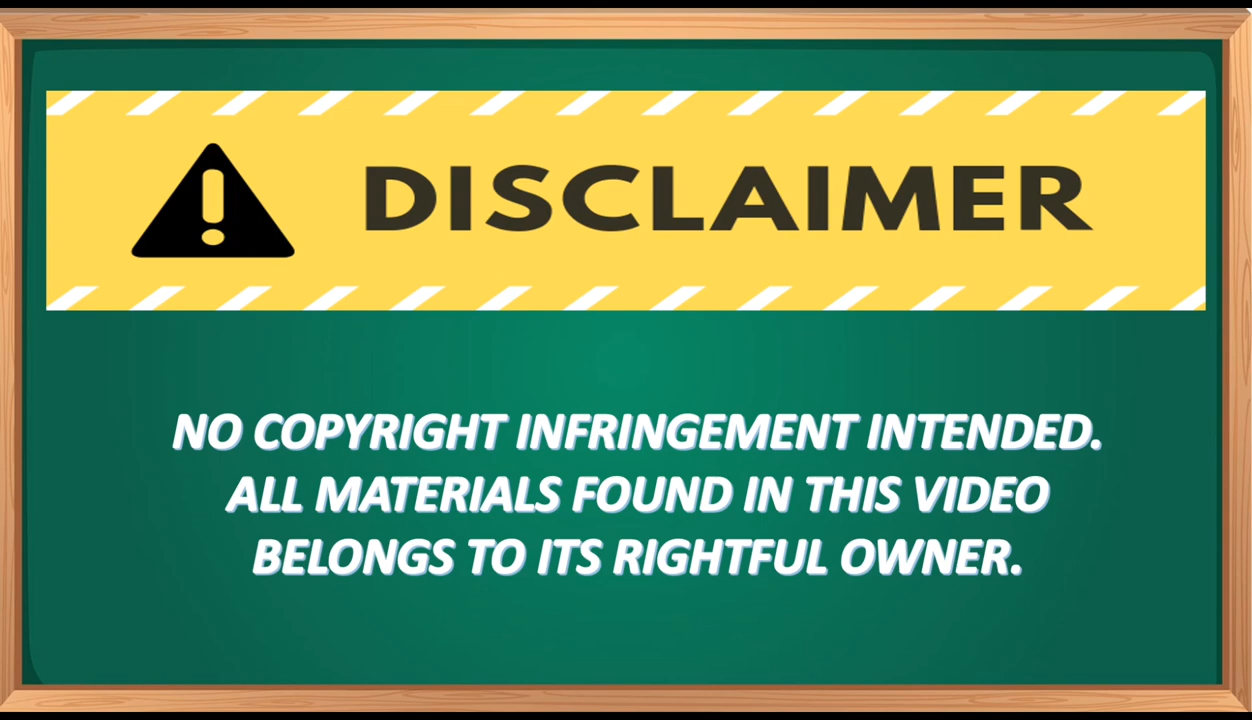 DISCLAIMER
NO COPYRIGHT INFRINGEMENT INTENDED.
ALL MATERIALS FOUND IN THIS VIDEO
BELONGS TO ITS RIGHTFUL OWNER.